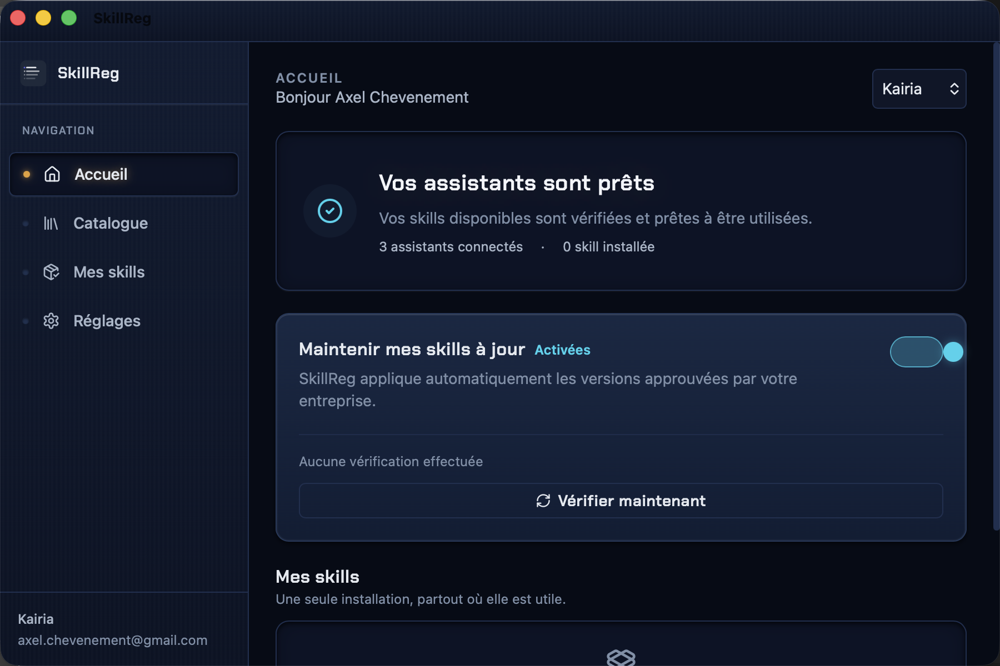 SkillReg
SkillReg
NAVIGATION
Accueil
Catalogue
Mes skills
Réglages
Kairia
axel.chevenement@gmail.com
ACCUEIL
Bonjour Axel Chevenement
Kairia
Vos assistants sont prêts
Vos skills disponibles sont vérifiées et prêtes à être utilisées.
3 assistants connectés · 0 skill installée
Maintenir mes skills à jour Activées
SkillReg applique automatiquement les versions approuvées par votre
entreprise.
Aucune vérification effectuée
Vérifier maintenant
Mes skills
Une seule installation, partout où elle est utile.